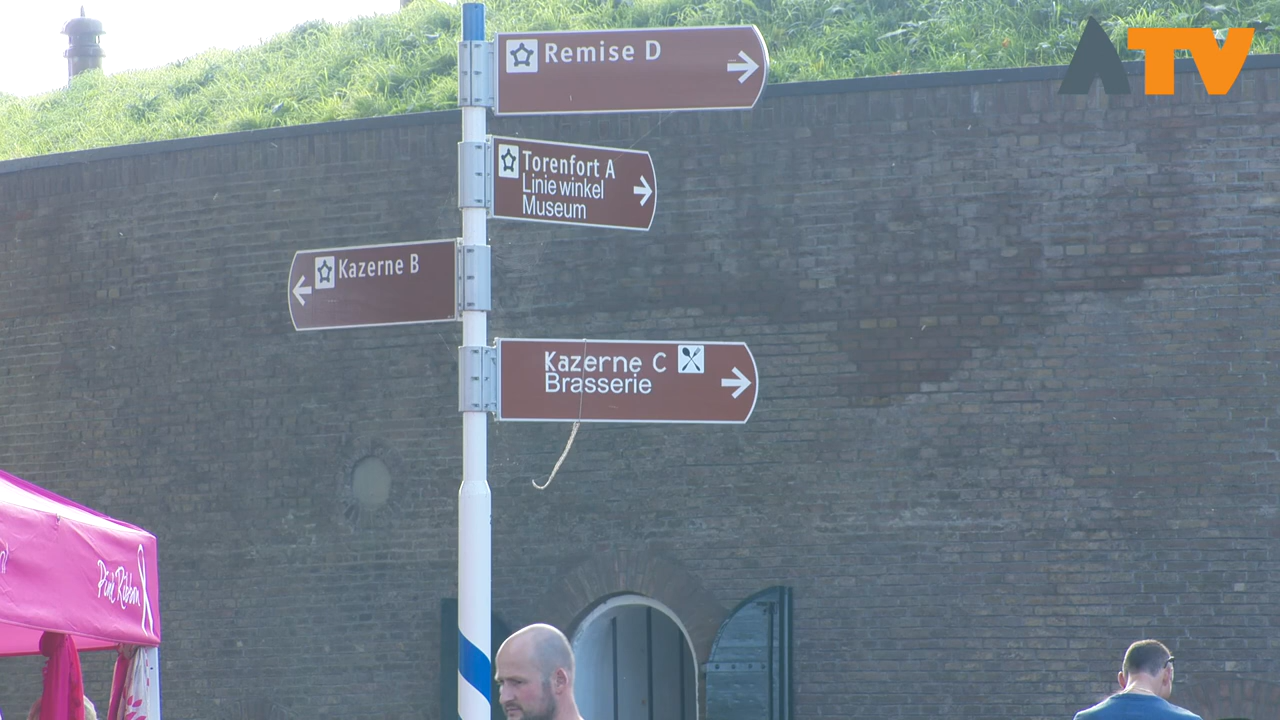 ATV
Remise D
Torenfort A
Linie winkel
Museum
Kazerne B
Kazerne C
Brasserie
Pink Ribbon